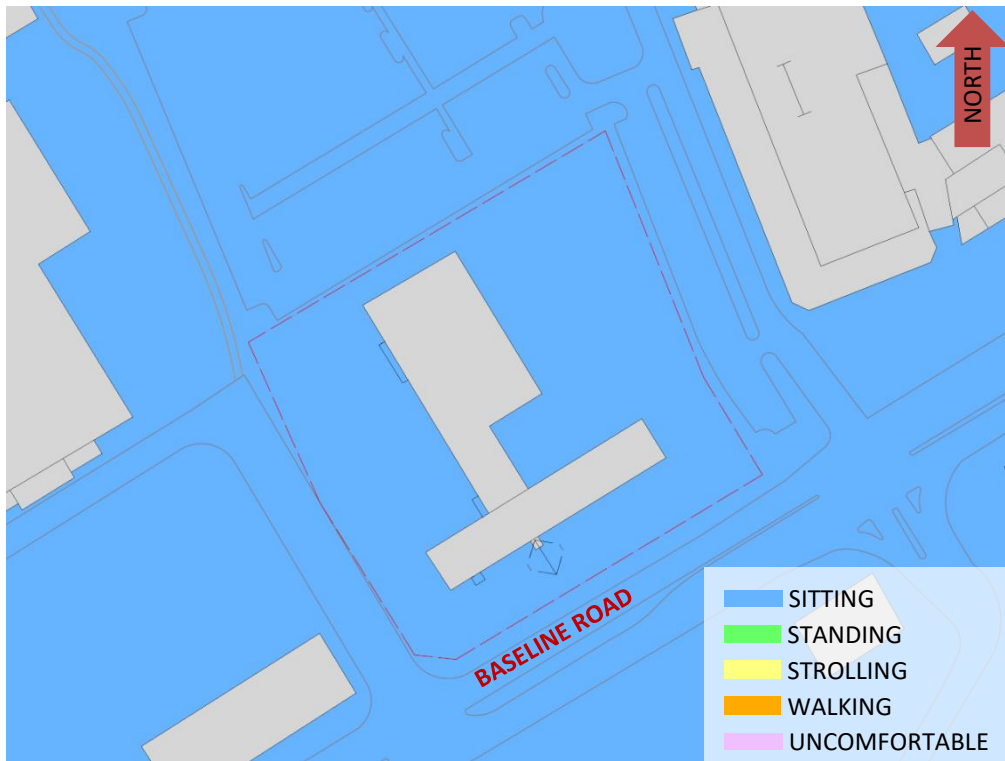 NORTH
BASELINE ROAD
SITTING
STANDING
STROLLING
WALKING
UNCOMFORTABLE